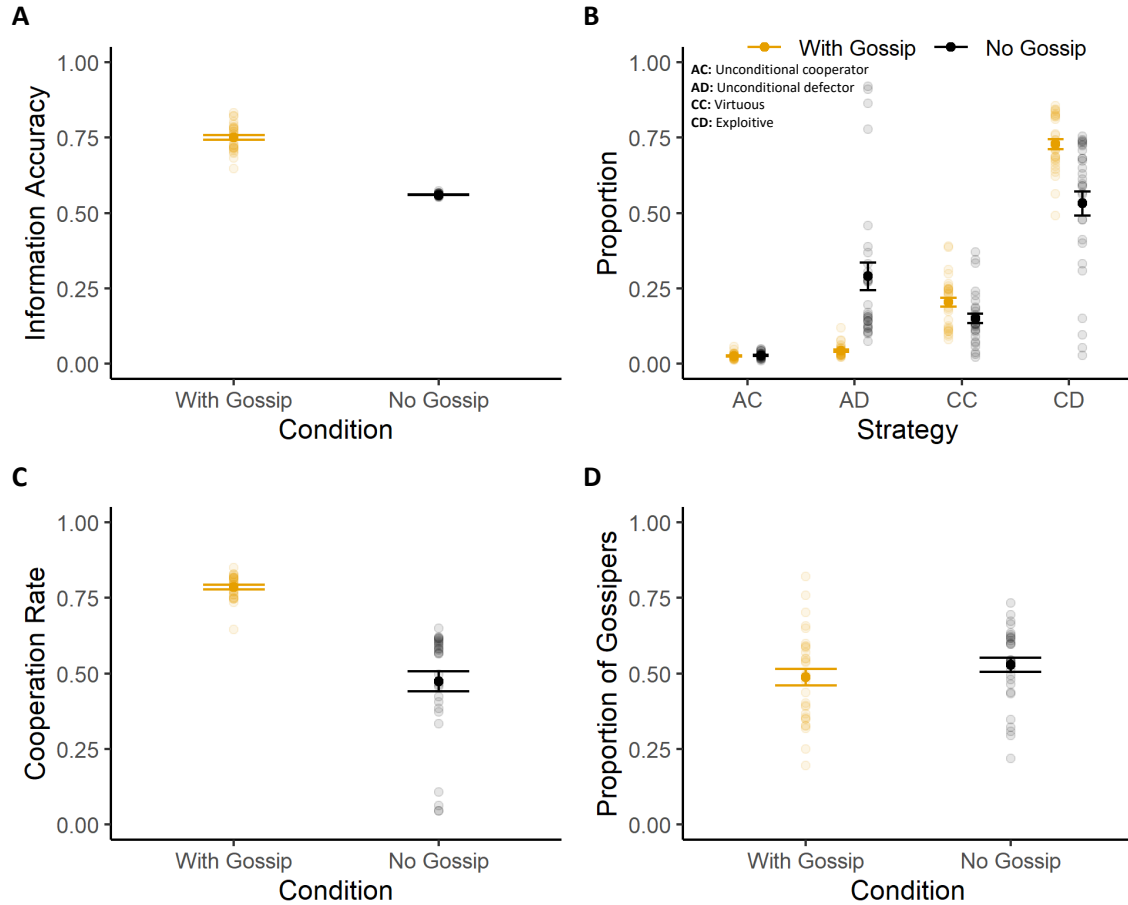 A
1.00
0.75
0.50
0.25
0.00
Information Accuracy
With Gossip No Gossip
Condition
B
With Gossip No Gossip
AC: Unconditional cooperator
AD: Unconditional defector
CC: Virtuous
CD: Exploitive
1.00
0.75
0.50
0.25
0.00
Proportion
AC AD CC CD
Strategy
C
1.00
0.75
0.50
0.25
0.00
Cooperation Rate
With Gossip No Gossip
Condition
D
1.00
0.75
0.50
0.25
0.00
Proportion of Gossipers
With Gossip No Gossip
Condition